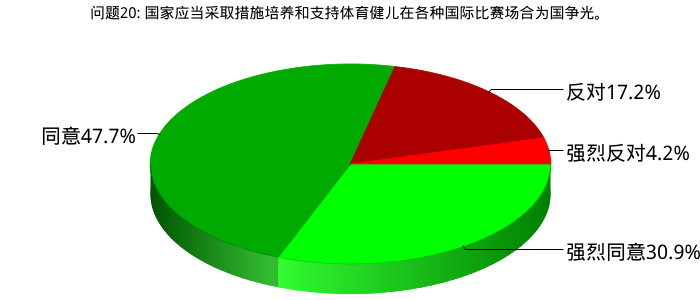 问题20: 国家应当采取措施培养和支持体育健儿在各种国际比赛场合为国争光。
反对17.2%
同意47.7%
强烈反对4.2%
强烈同意30.9%